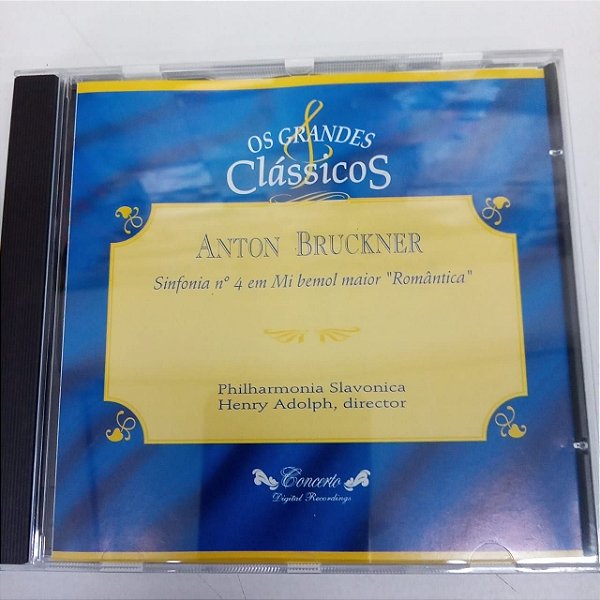 OS GRANDES
Clássicos
ANTON BRUCKNER
Sinfonia nº 4 em Mi bemol maior "Romântica"
Philharmonia Slavonica
Henry Adolph, director
Concerto
Digital Recordings